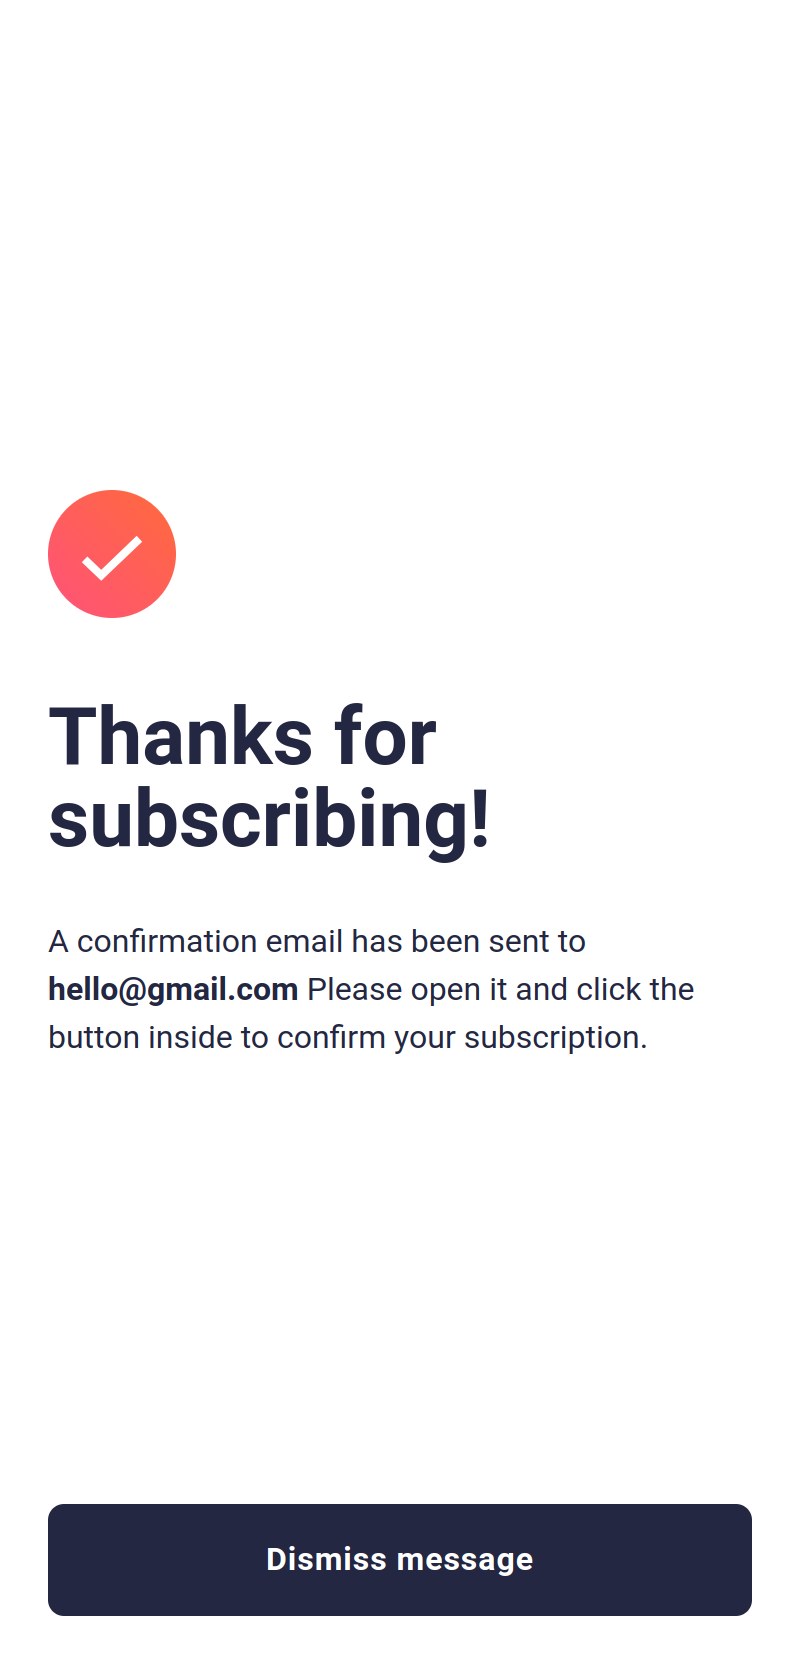 Thanks for
subscribing!
A confirmation email has been sent to
hello@gmail.com Please open it and click the
button inside to confirm your subscription.
Dismiss message